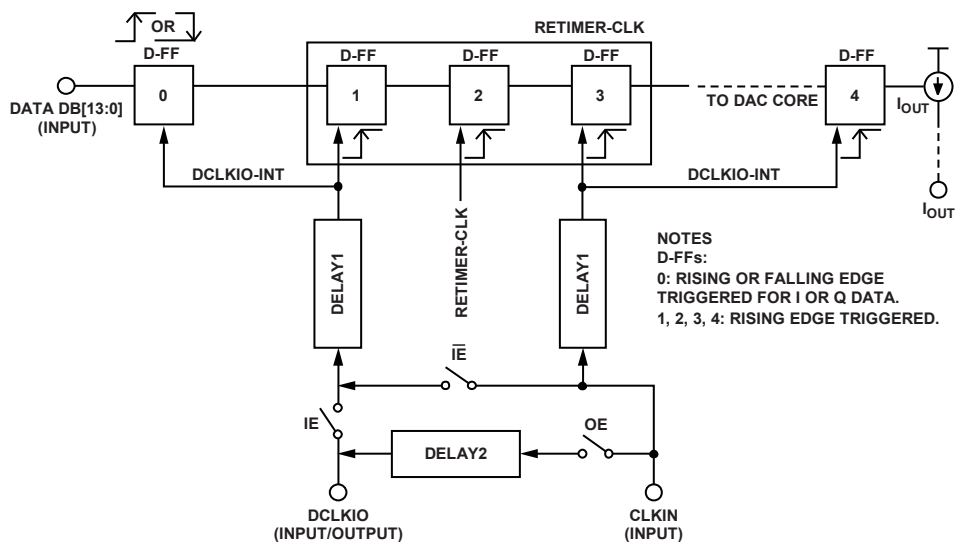 OR
RETIMER-CLK
D-FF
D-FF
D-FF
D-FF
D-FF
0
1
2
3
4
DATA DB[13:0]
(INPUT)
TO DAC CORE
IOUT
DCLKIO-INT
DCLKIO-INT
IOUT
RETIMER-CLK
DELAY1
DELAY1
NOTES
D-FFs:
0: RISING OR FALLING EDGE
TRIGGERED FOR I OR Q DATA.
1, 2, 3, 4: RISING EDGE TRIGGERED.
I̅E̅
IE
OE
DELAY2
DCLKIO
(INPUT/OUTPUT)
CLKIN
(INPUT)